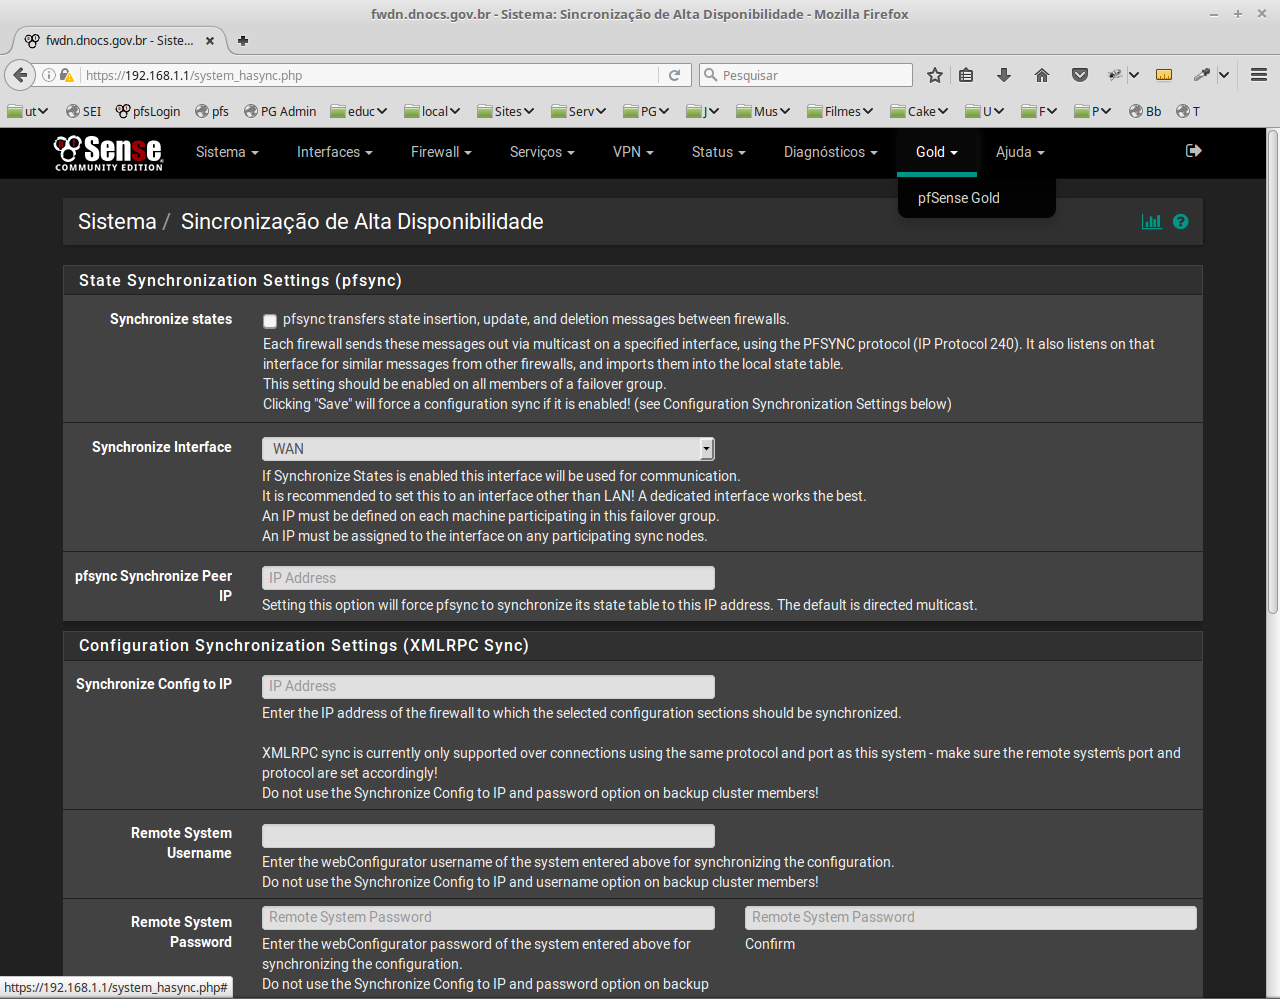 fwdn.dnocs.gov.br - Sistema: Sincronização de Alta Disponibilidade - Mozilla Firefox
fwdn.dnocs.gov.br - Siste...
https://192.168.1.1/system_hasync.php
Pesquisar
ut SEI pfsLogin pfs PG Admin educ local Sites Serv PG J Mus Filmes Cake U F P Bb T
Sense
COMMUNITY EDITION
Sistema Interfaces Firewall Serviços VPN Status Diagnósticos Gold Ajuda
pfSense Gold
Sistema / Sincronização de Alta Disponibilidade
State Synchronization Settings (pfsync)
Synchronize states
pfsync transfers state insertion, update, and deletion messages between firewalls.
Each firewall sends these messages out via multicast on a specified interface, using the PFSYNC protocol (IP Protocol 240). It also listens on that
interface for similar messages from other firewalls, and imports them into the local state table.
This setting should be enabled on all members of a failover group.
Clicking "Save" will force a configuration sync if it is enabled! (see Configuration Synchronization Settings below)
Synchronize Interface
WAN
If Synchronize States is enabled this interface will be used for communication.
It is recommended to set this to an interface other than LAN! A dedicated interface works the best.
An IP must be defined on each machine participating in this failover group.
An IP must be assigned to the interface on any participating sync nodes.
pfsync Synchronize Peer
IP
IP Address
Setting this option will force pfsync to synchronize its state table to this IP address. The default is directed multicast.
Configuration Synchronization Settings (XMLRPC Sync)
Synchronize Config to IP
IP Address
Enter the IP address of the firewall to which the selected configuration sections should be synchronized.
XMLRPC sync is currently only supported over connections using the same protocol and port as this system - make sure the remote system's port and
protocol are set accordingly!
Do not use the Synchronize Config to IP and password option on backup cluster members!
Remote System
Username
Enter the webConfigurator username of the system entered above for synchronizing the configuration.
Do not use the Synchronize Config to IP and username option on backup cluster members!
Remote System
Password
Remote System Password
Enter the webConfigurator password of the system entered above for
synchronizing the configuration.
Do not use the Synchronize Config to IP and password option on backup
Remote System Password
Confirm
https://192.168.1.1/system_hasync.php#